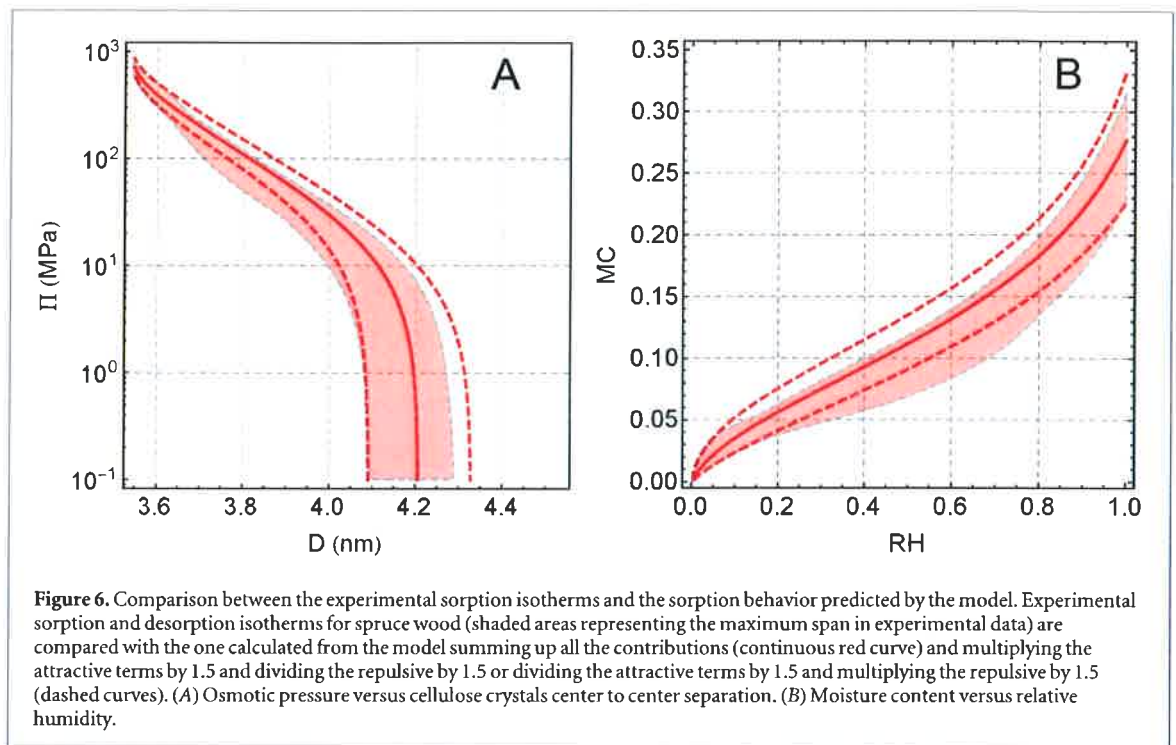 A
10³
10²
10¹
10⁰
10⁻¹
Π (MPa)
3.6 3.8 4.0 4.2 4.4
D (nm)
B
0.35
0.30
0.25
0.20
0.15
0.10
0.05
0.00
MC
0.0 0.2 0.4 0.6 0.8 1.0
RH
Figure 6. Comparison between the experimental sorption isotherms and the sorption behavior predicted by the model. Experimental
sorption and desorption isotherms for spruce wood (shaded areas representing the maximum span in experimental data) are
compared with the one calculated from the model summing up all the contributions (continuous red curve) and multiplying the
attractive terms by 1.5 and dividing the repulsive by 1.5 or dividing the attractive terms by 1.5 and multiplying the repulsive by 1.5
(dashed curves). (A) Osmotic pressure versus cellulose crystals center to center separation. (B) Moisture content versus relative
humidity.